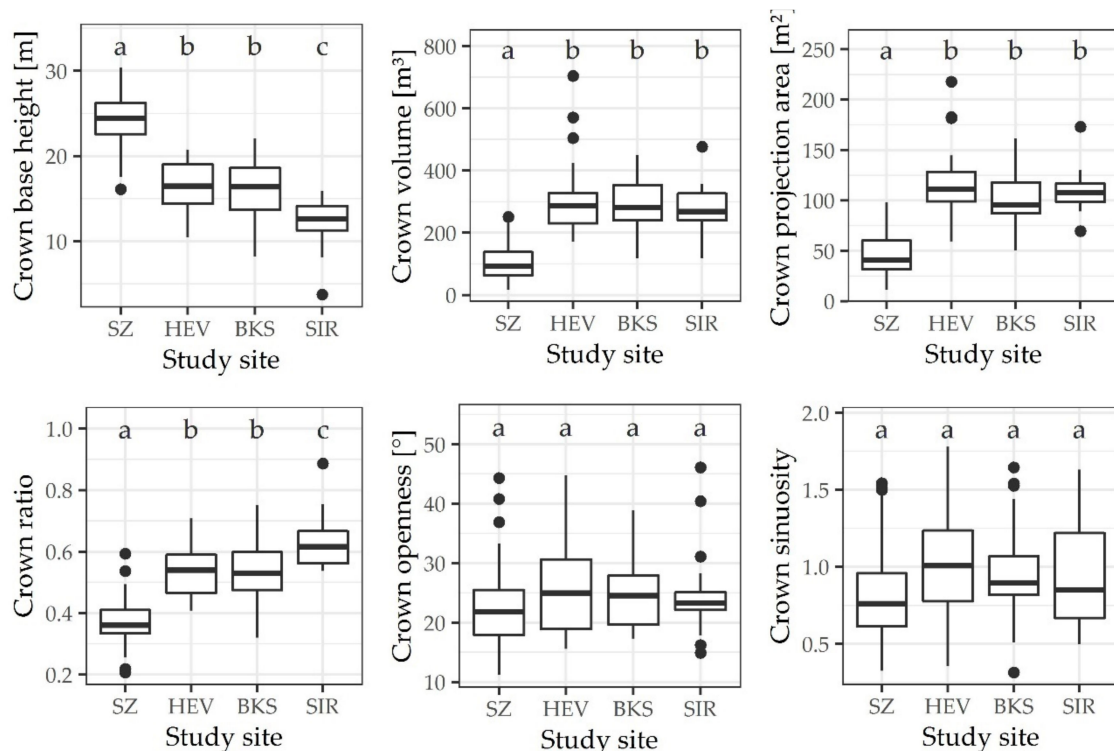 Crown base height [m]
30
20
10
a b b c
SZ HEV BKS SIR
Study site
Crown volume [m³]
800
600
400
200
0
a b b b
SZ HEV BKS SIR
Study site
Crown projection area [m²]
250
200
150
100
50
0
a b b b
SZ HEV BKS SIR
Study site
Crown ratio
1.0
0.8
0.6
0.4
0.2
a b b c
SZ HEV BKS SIR
Study site
Crown openness [°]
50
40
30
20
10
a a a a
SZ HEV BKS SIR
Study site
Crown sinuosity
2.0
1.5
1.0
0.5
a a a a
SZ HEV BKS SIR
Study site